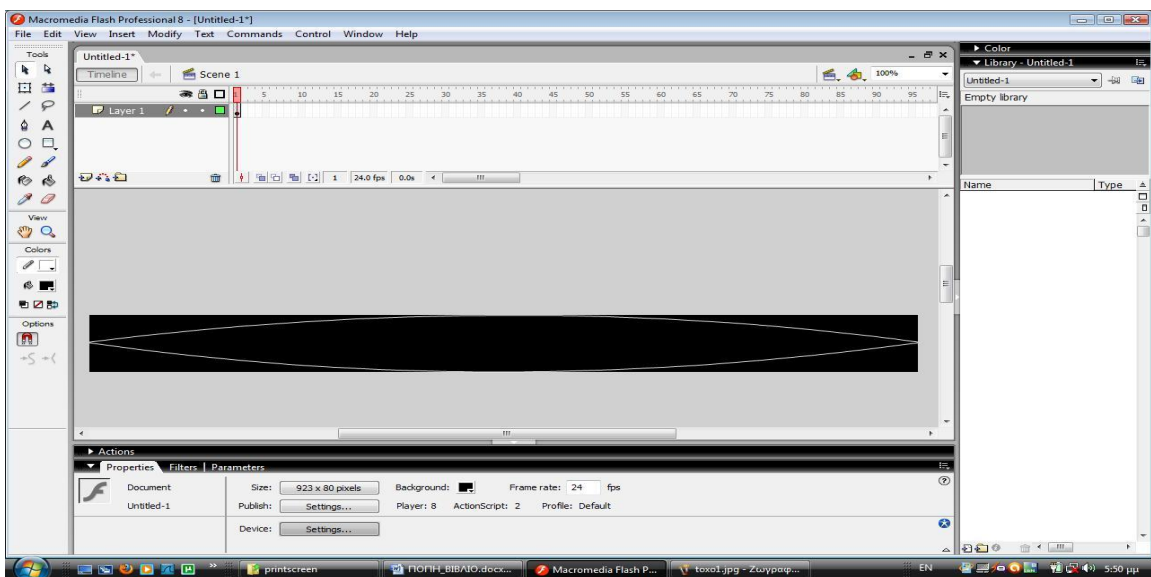 Macromedia Flash Professional 8 - [Untitled-1*]
File Edit View Insert Modify Text Commands Control Window Help
Tools
View
Colors
Options
Untitled-1*
Timeline
Scene 1
100%
5 10 15 20 25 30 35 40 45 50 55 60 65 70 75 80 85 90 95
Layer 1
1 24.0 fps 0.0s
Actions
Properties Filters Parameters
Document Size: 923 x 80 pixels Background: Frame rate: 24 fps
Untitled-1 Publish: Settings... Player: 8 ActionScript: 2 Profile: Default
Device: Settings...
Color
Library - Untitled-1
Untitled-1
Empty library
Name Type
printscreen ΠΟΠΗ_ΒΙΒΛΙΟ.docx... Macromedia Flash P... toxo1.jpg - Ζωγραφ... EN 5:50 μμ